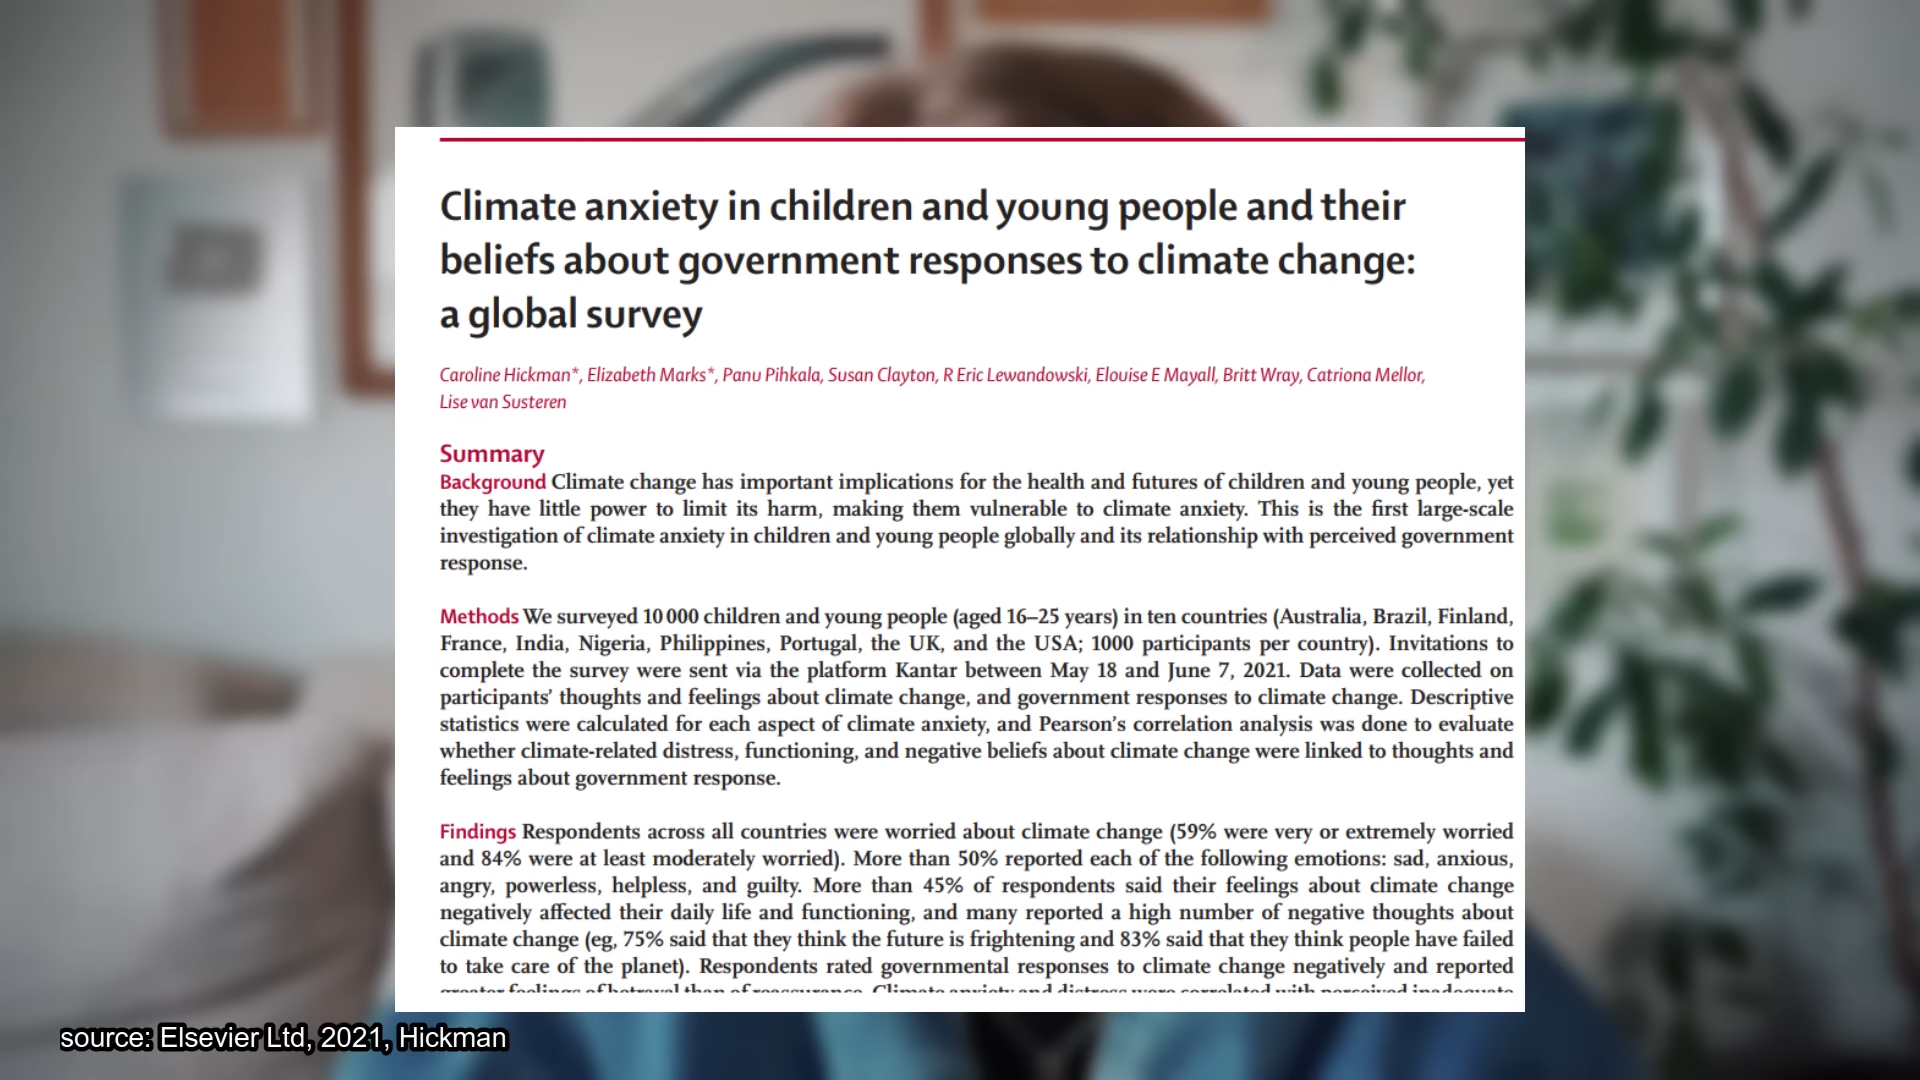 Climate anxiety in children and young people and their
beliefs about government responses to climate change:
a global survey
Caroline Hickman*, Elizabeth Marks*, Panu Pihkala, Susan Clayton, R Eric Lewandowski, Elouise E Mayall, Britt Wray, Catriona Mellor,
Lise van Susteren
Summary
Background Climate change has important implications for the health and futures of children and young people, yet
they have little power to limit its harm, making them vulnerable to climate anxiety. This is the first large-scale
investigation of climate anxiety in children and young people globally and its relationship with perceived government
response.
Methods We surveyed 10 000 children and young people (aged 16–25 years) in ten countries (Australia, Brazil, Finland,
France, India, Nigeria, Philippines, Portugal, the UK, and the USA; 1000 participants per country). Invitations to
complete the survey were sent via the platform Kantar between May 18 and June 7, 2021. Data were collected on
participants’ thoughts and feelings about climate change, and government responses to climate change. Descriptive
statistics were calculated for each aspect of climate anxiety, and Pearson’s correlation analysis was done to evaluate
whether climate-related distress, functioning, and negative beliefs about climate change were linked to thoughts and
feelings about government response.
Findings Respondents across all countries were worried about climate change (59% were very or extremely worried
and 84% were at least moderately worried). More than 50% reported each of the following emotions: sad, anxious,
angry, powerless, helpless, and guilty. More than 45% of respondents said their feelings about climate change
negatively affected their daily life and functioning, and many reported a high number of negative thoughts about
climate change (eg, 75% said that they think the future is frightening and 83% said that they think people have failed
to take care of the planet). Respondents rated governmental responses to climate change negatively and reported
greater feelings of betrayal than of reassurance. Climate anxiety and distress were correlated with perceived inadequate
source: Elsevier Ltd, 2021, Hickman